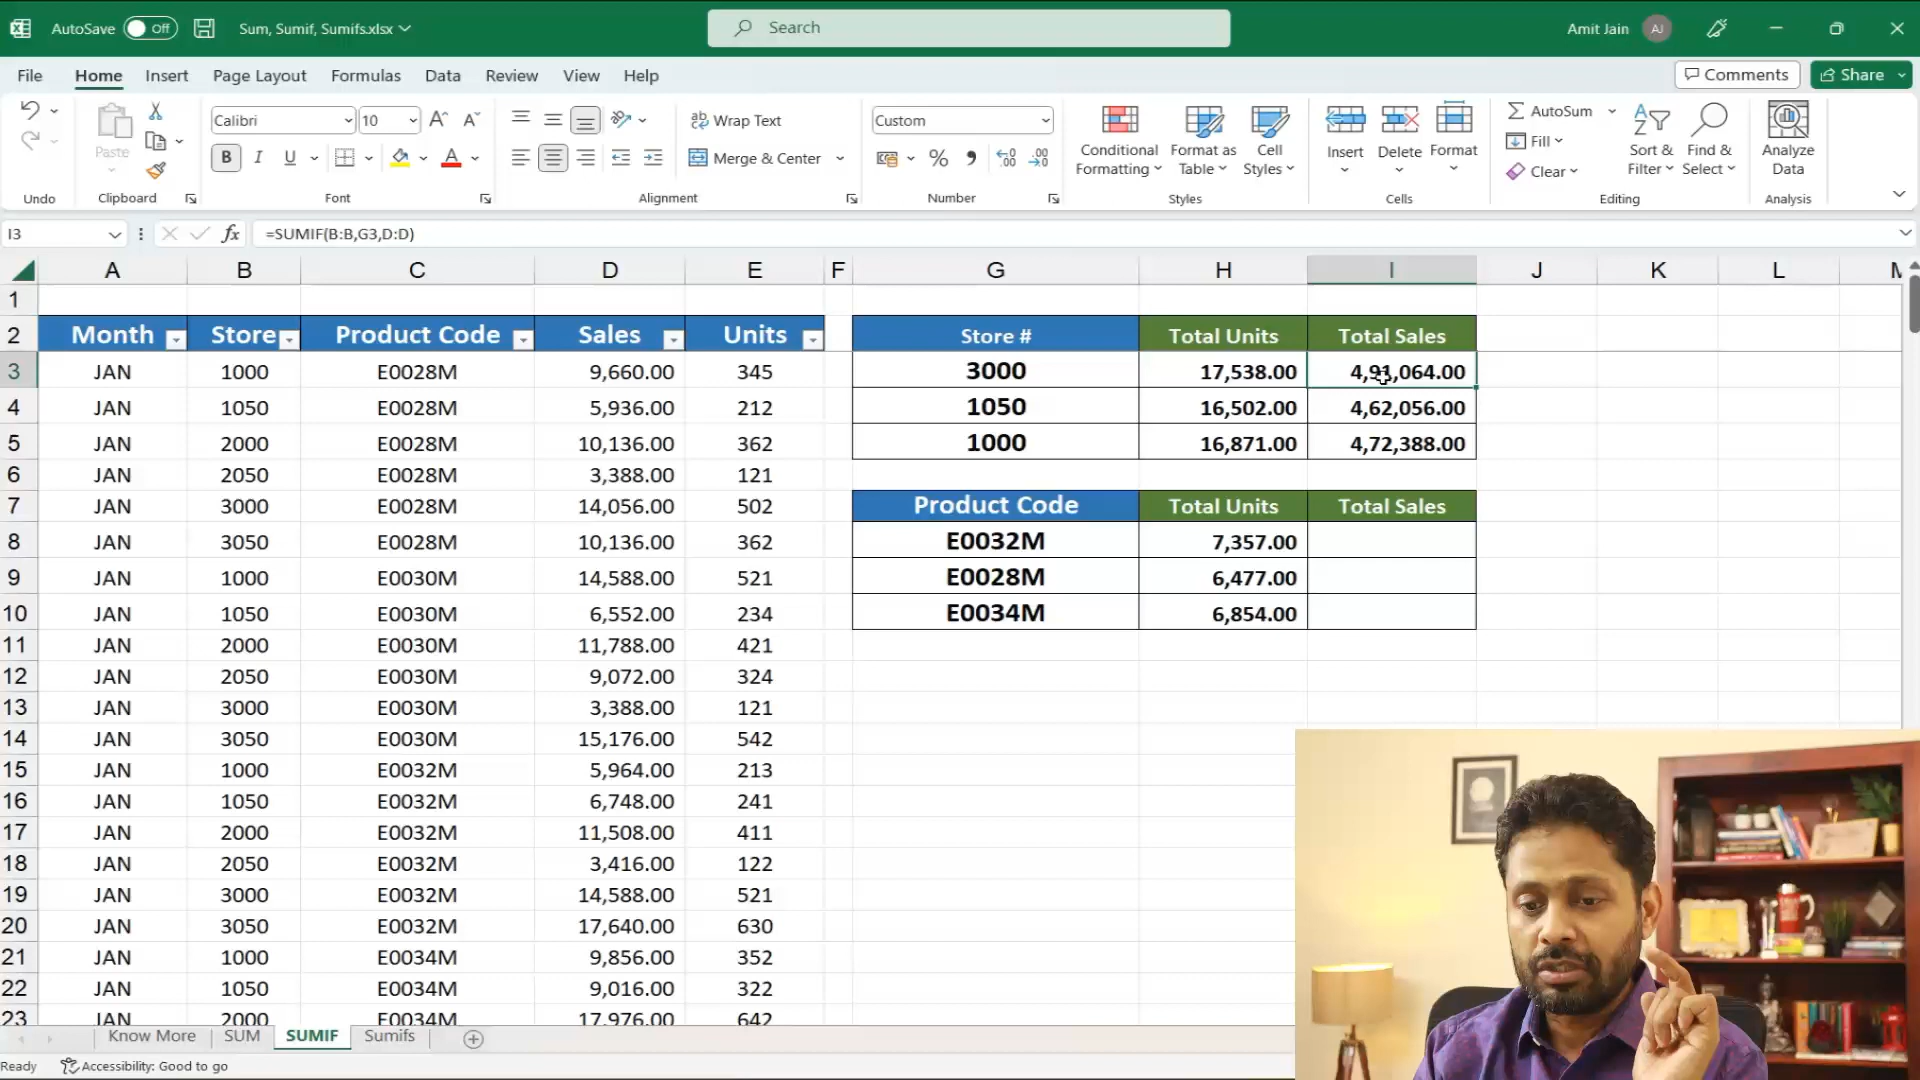 AutoSave Off Sum, Sumif, Sumifs.xlsx Search Amit Jain AJ
File Home Insert Page Layout Formulas Data Review View Help Comments Share
Paste Calibri 10 Wrap Text Custom Conditional Formatting Format as Table Cell Styles Insert Delete Format AutoSum Sort & Filter Find & Select Analyze Data
B I U A Merge & Center % Fill
Clear
Undo Clipboard Font Alignment Number Styles Cells Editing Analysis
I3 fx =SUMIF(B:B,G3,D:D)
A B C D E F G H I J K L M
1
2 Month Store Product Code Sales Units Store # Total Units Total Sales
3 JAN 1000 E0028M 9,660.00 345 3000 17,538.00 4,91,064.00
4 JAN 1050 E0028M 5,936.00 212 1050 16,502.00 4,62,056.00
5 JAN 2000 E0028M 10,136.00 362 1000 16,871.00 4,72,388.00
6 JAN 2050 E0028M 3,388.00 121
7 JAN 3000 E0028M 14,056.00 502 Product Code Total Units Total Sales
8 JAN 3050 E0028M 10,136.00 362 E0032M 7,357.00
9 JAN 1000 E0030M 14,588.00 521 E0028M 6,477.00
10 JAN 1050 E0030M 6,552.00 234 E0034M 6,854.00
11 JAN 2000 E0030M 11,788.00 421
12 JAN 2050 E0030M 9,072.00 324
13 JAN 3000 E0030M 3,388.00 121
14 JAN 3050 E0030M 15,176.00 542
15 JAN 1000 E0032M 5,964.00 213
16 JAN 1050 E0032M 6,748.00 241
17 JAN 2000 E0032M 11,508.00 411
18 JAN 2050 E0032M 3,416.00 122
19 JAN 3000 E0032M 14,588.00 521
20 JAN 3050 E0032M 17,640.00 630
21 JAN 1000 E0034M 9,856.00 352
22 JAN 1050 E0034M 9,016.00 322
23 JAN 2000 E0034M 17,976.00 642
Know More SUM SUMIF Sumifs
Ready Accessibility: Good to go